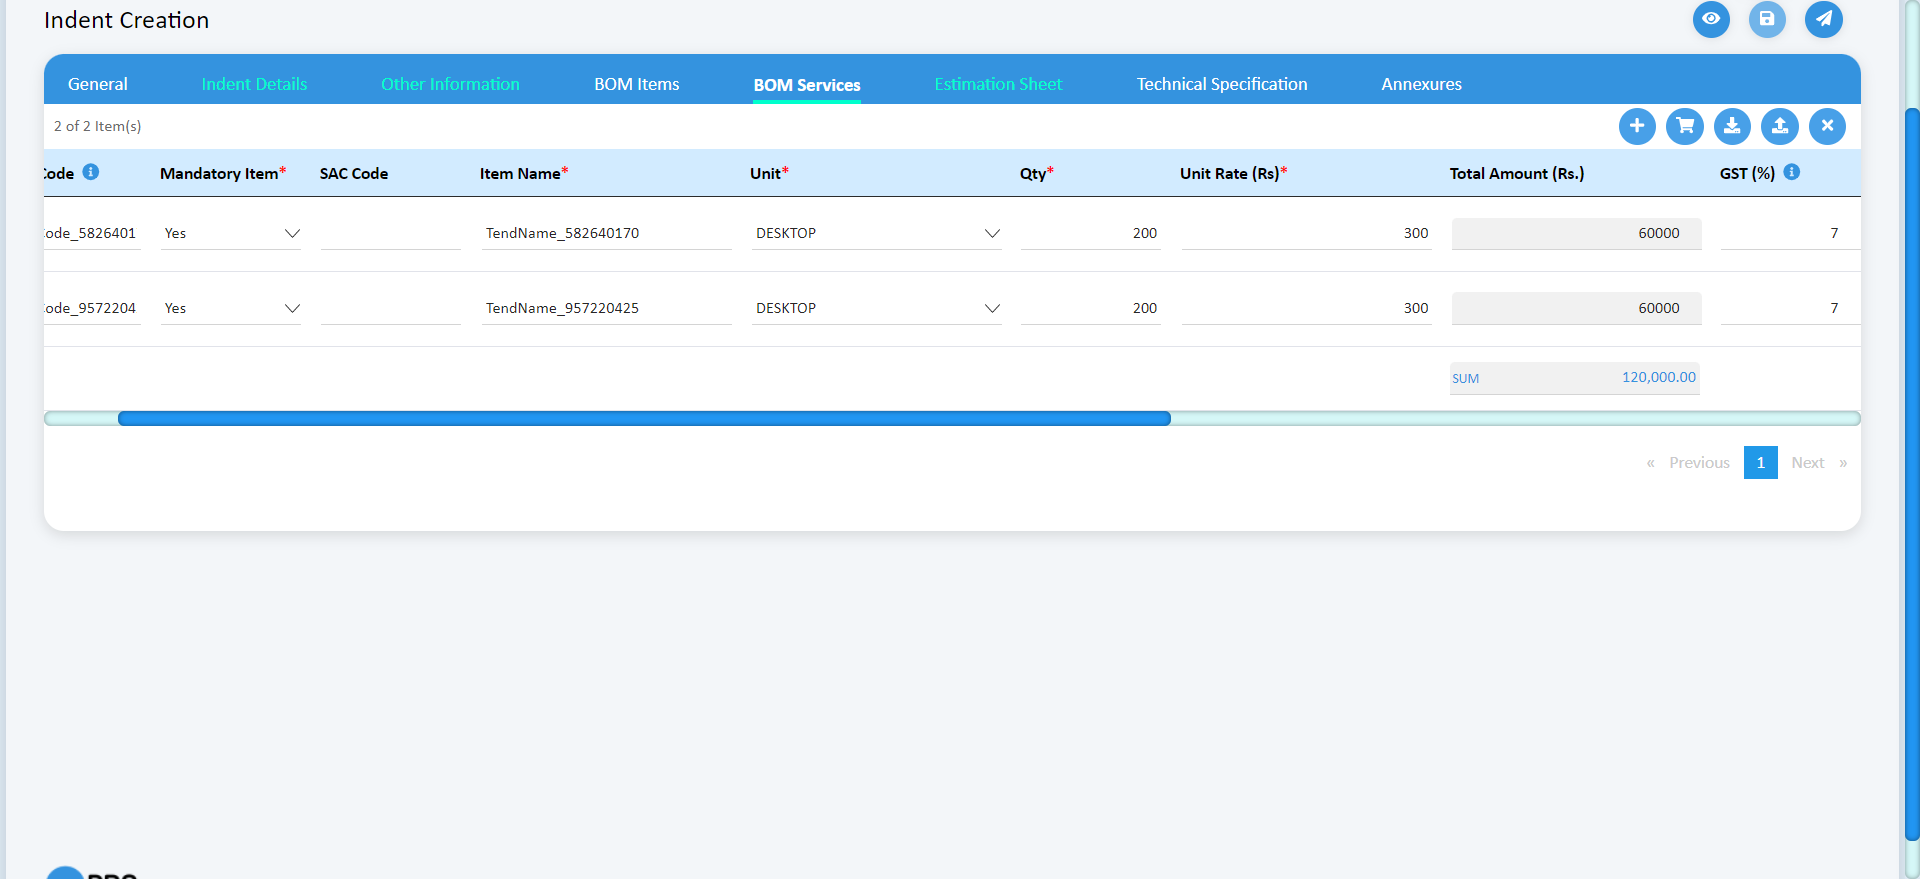 Indent Creation
General Indent Details Other Information BOM Items BOM Services Estimation Sheet Technical Specification Annexures
2 of 2 Item(s)
Code Mandatory Item* SAC Code Item Name* Unit* Qty* Unit Rate (Rs)* Total Amount (Rs.) GST (%)
ode_5826401 Yes TendName_582640170 DESKTOP 200 300 60000 7
ode_9572204 Yes TendName_957220425 DESKTOP 200 300 60000 7
SUM 120,000.00
« Previous 1 Next »